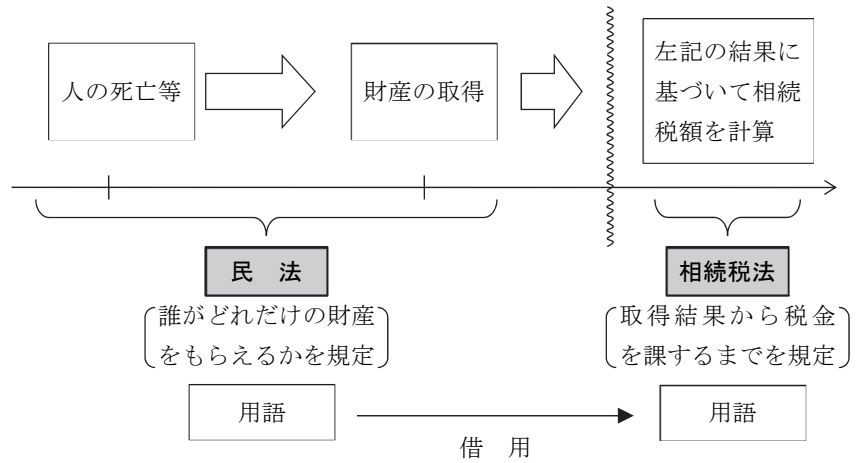 人の死亡等
財産の取得
左記の結果に
基づいて相続
税額を計算
民　法
相続税法
誰がどれだけの財産
をもらえるかを規定
取得結果から税金
を課するまでを規定
用語
用語
借　用